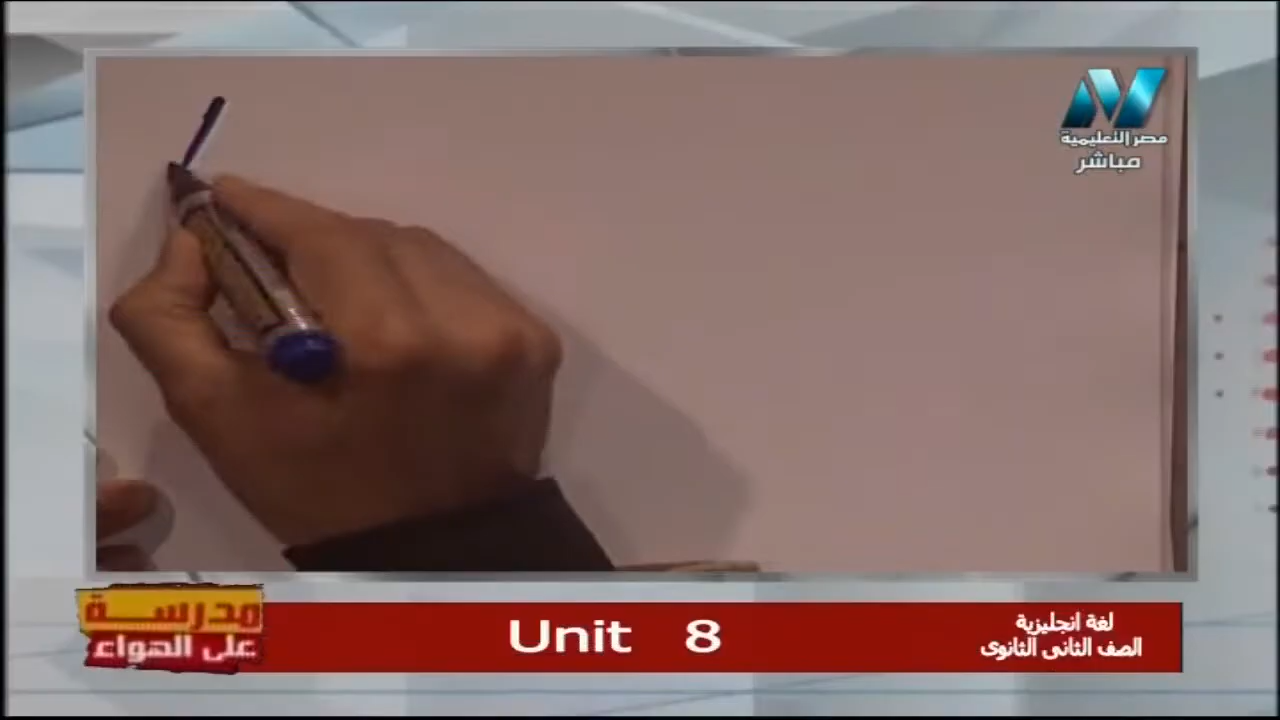 مصر التعليمية
مباشر
مدرسة
على الهواء
Unit 8
لغة انجليزية
الصف الثانى الثانوى